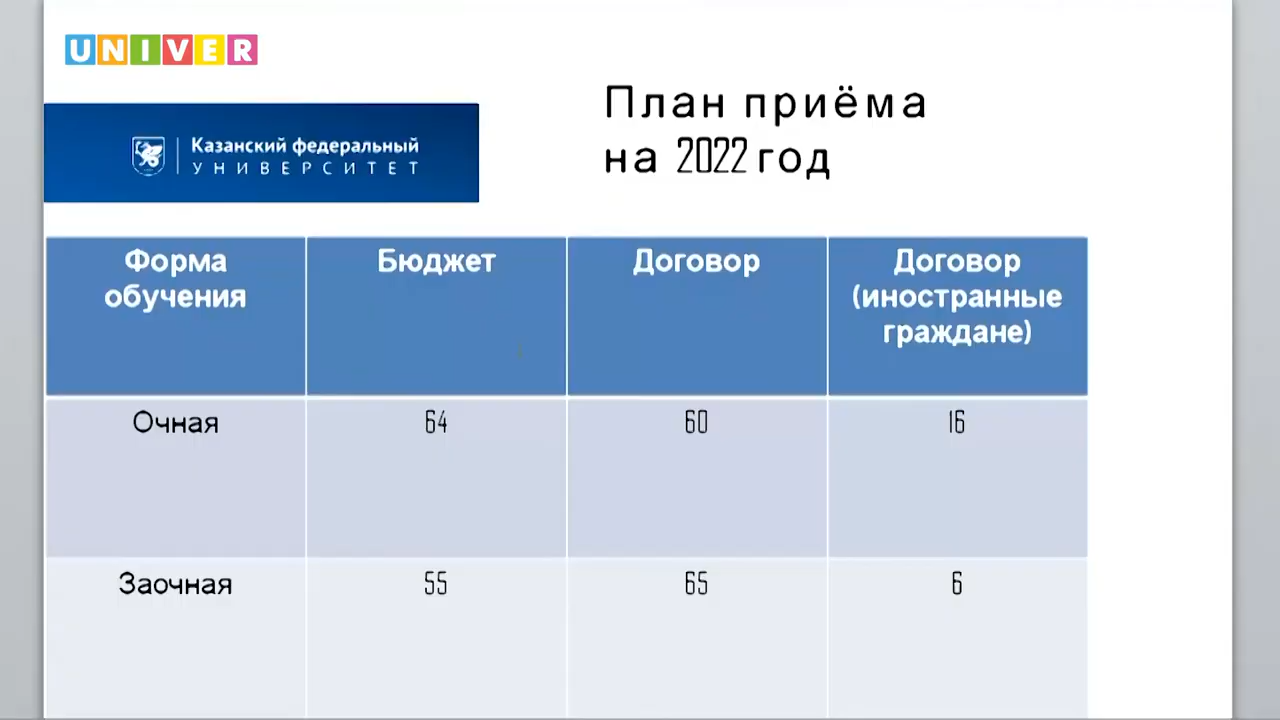 UNIVER
План приёма
на 2022 год
Казанский федеральный
УНИВЕРСИТЕТ
Форма
обучения
Бюджет
Договор
Договор
(иностранные
граждане)
Очная
64
60
16
Заочная
55
65
6